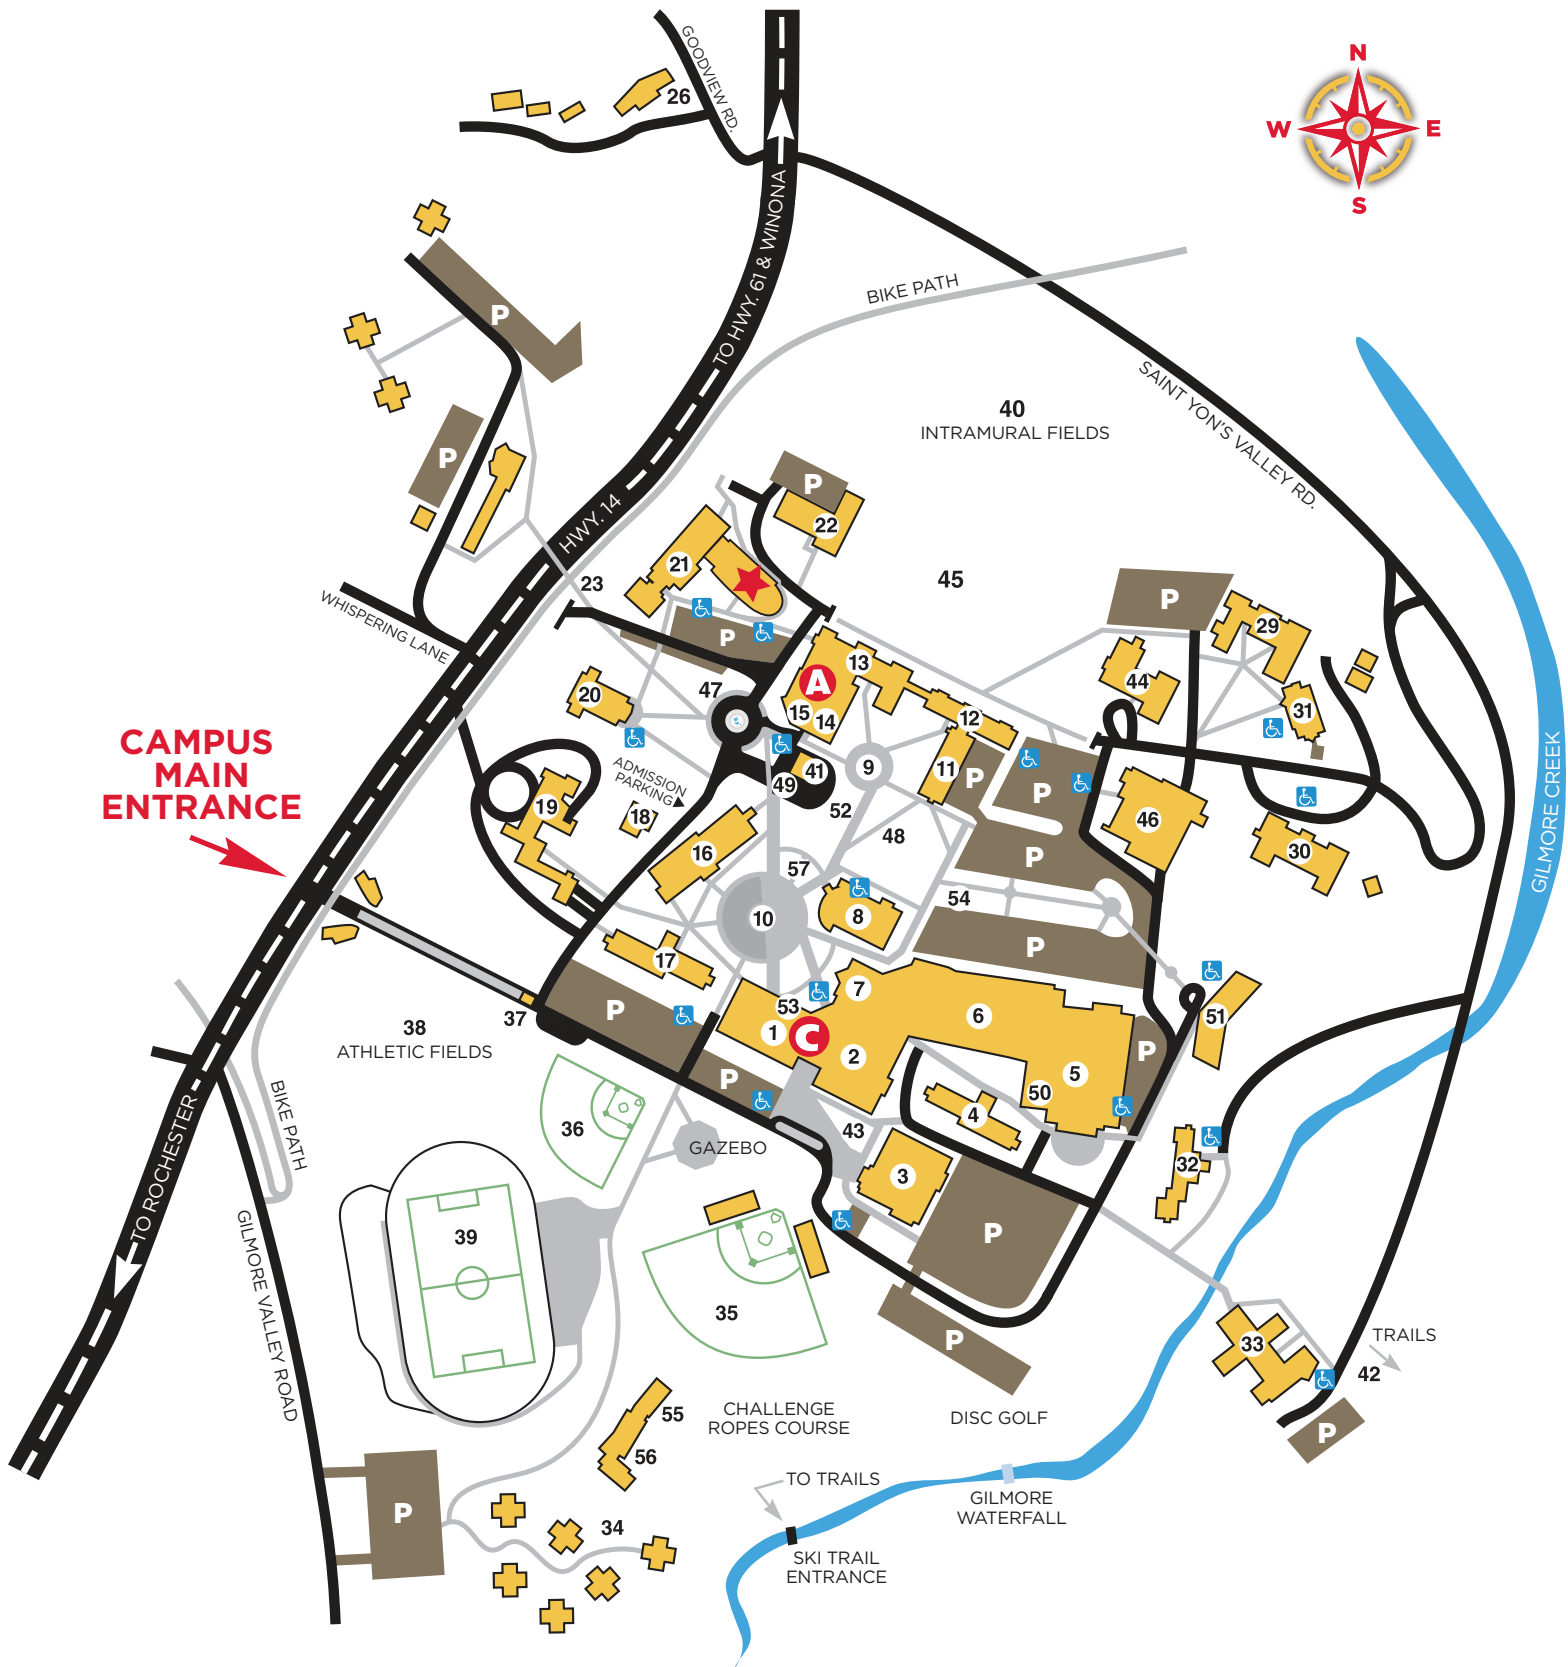 N
W E
S
GOODVIEW RD.
26
TO HWY. 61 & WINONA
BIKE PATH
P
SAINT YON'S VALLEY RD.
40
INTRAMURAL FIELDS
P
P
22
HWY. 14
21
23
45
P
29
WHISPERING LANE
P
13
A
44
20
47
15
14
12
31
CAMPUS
MAIN
ENTRANCE
ADMISSION
PARKING
41
49
9
11
P
P
GILMORE CREEK
19
18
52
46
48
16
57
P
30
54
8
10
17
P
7
P
53
6
51
37
38
ATHLETIC FIELDS
1
C
2
P
5
P
50
BIKE PATH
36
4
43
GAZEBO
TO ROCHESTER
3
32
39
P
GILMORE VALLEY ROAD
35
P
33
TRAILS
42
55
CHALLENGE
ROPES COURSE
DISC GOLF
P
56
TO TRAILS
GILMORE
WATERFALL
P
34
SKI TRAIL
ENTRANCE